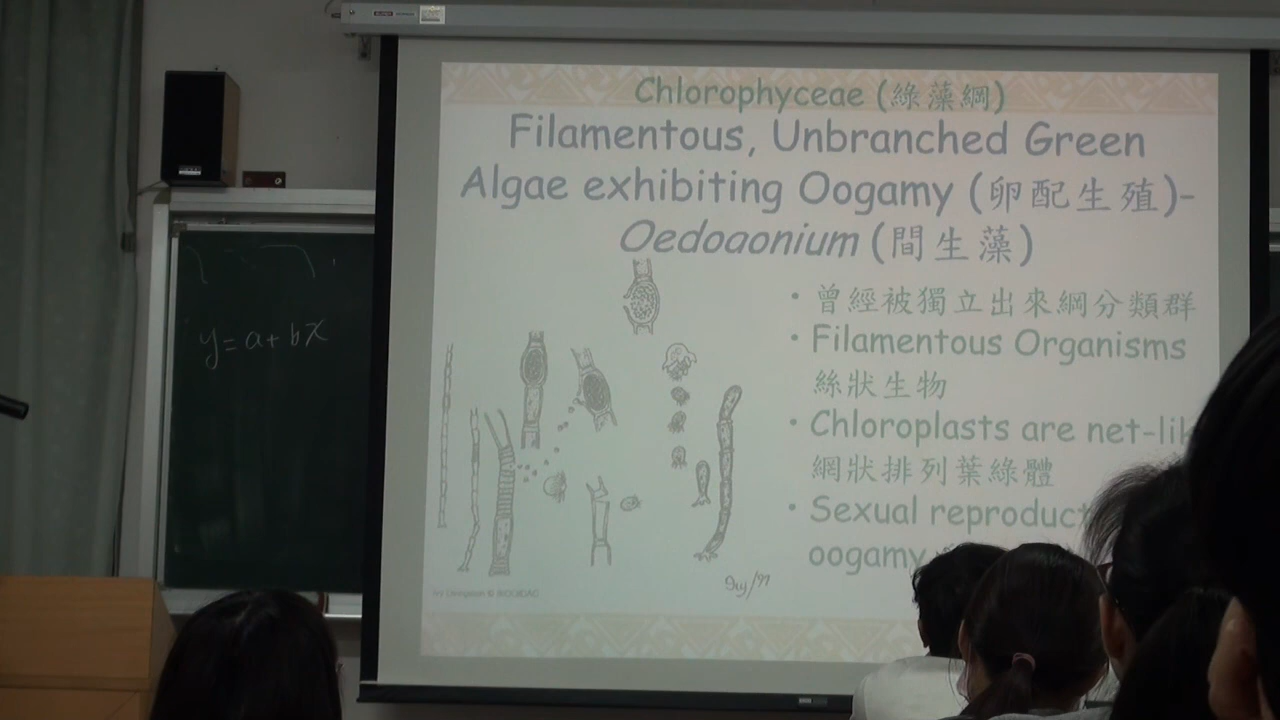 Chlorophyceae (綠藻綱)
Filamentous, Unbranched Green
Algae exhibiting Oogamy (卵配生殖)-
Oedogonium (間生藻)
• 曾經被獨立出來綱分類群
• Filamentous Organisms
絲狀生物
• Chloroplasts are net-lik
網狀排列葉綠體
• Sexual reproduct
oogamy
y=a+bx